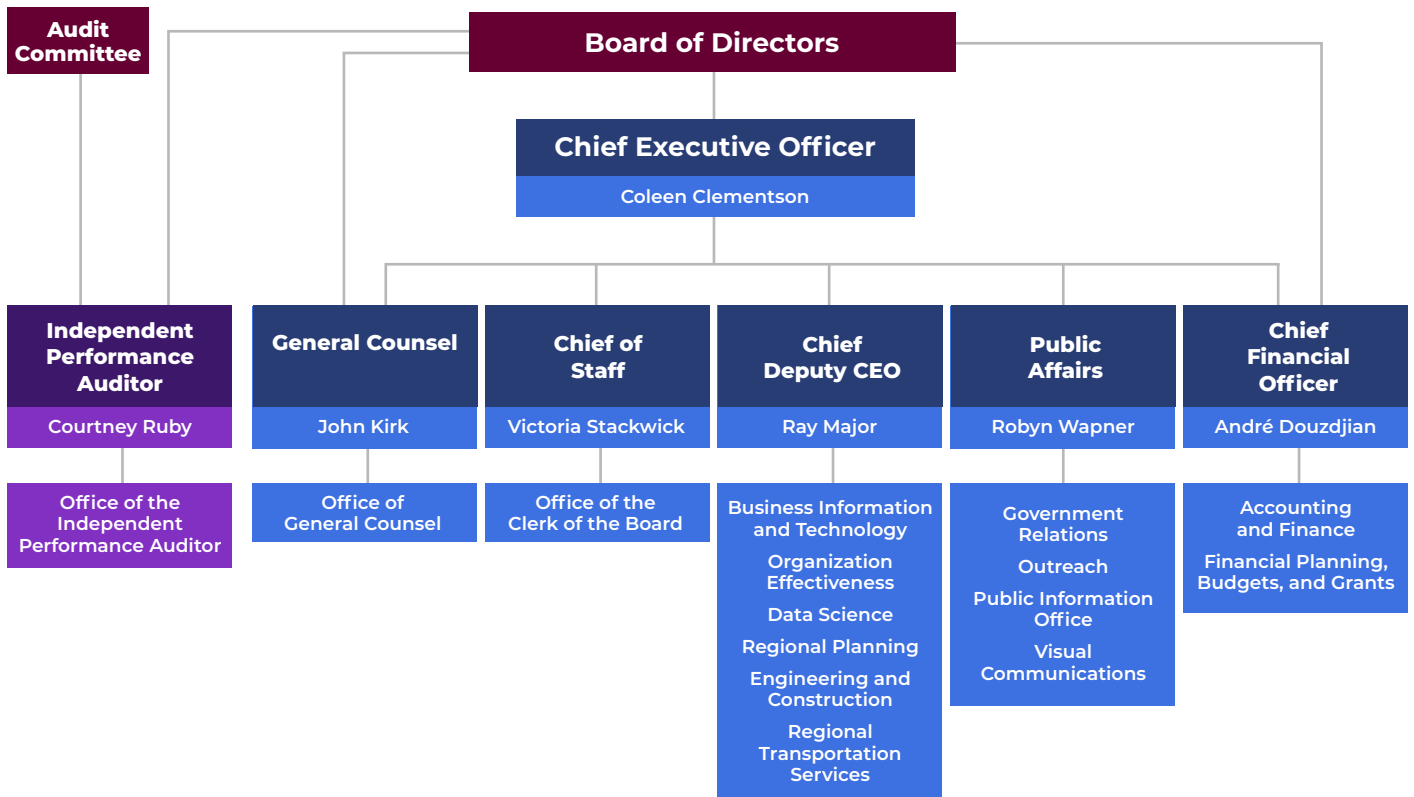 Audit
Committee
Board of Directors
Chief Executive Officer
Coleen Clementson
Independent
Performance
Auditor
Courtney Ruby
Office of the
Independent
Performance Auditor
General Counsel
John Kirk
Office of
General Counsel
Chief of
Staff
Victoria Stackwick
Office of the
Clerk of the Board
Chief
Deputy CEO
Ray Major
Business Information
and Technology
Organization
Effectiveness
Data Science
Regional Planning
Engineering and
Construction
Regional
Transportation
Services
Public
Affairs
Robyn Wapner
Government
Relations
Outreach
Public Information
Office
Visual
Communications
Chief
Financial
Officer
André Douzdjian
Accounting
and Finance
Financial Planning,
Budgets, and Grants